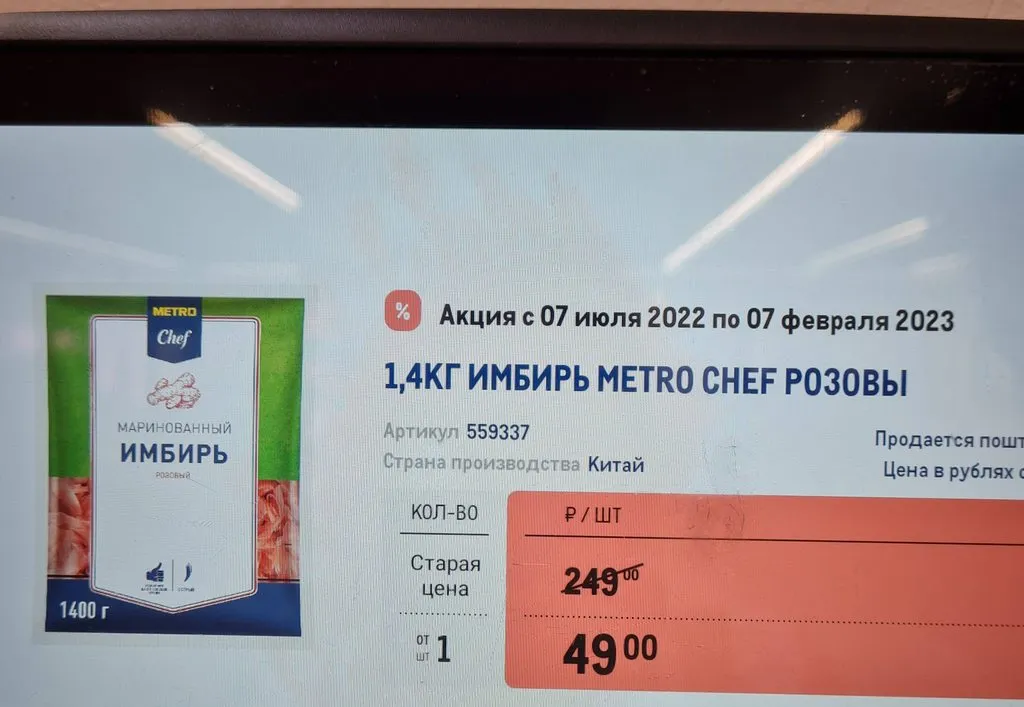 METRO
Chef
МАРИНОВАННЫЙ
ИМБИРЬ
РОЗОВЫЙ
1400 г
%
Акция с 07 июля 2022 по 07 февраля 2023
1,4КГ ИМБИРЬ METRO CHEF РОЗОВЫ
Артикул 559337
Страна производства Китай
Продается пошт
Цена в рублях с
КОЛ-ВО ₽ / ШТ
Старая
цена
249 00
от
шт 1
49 00